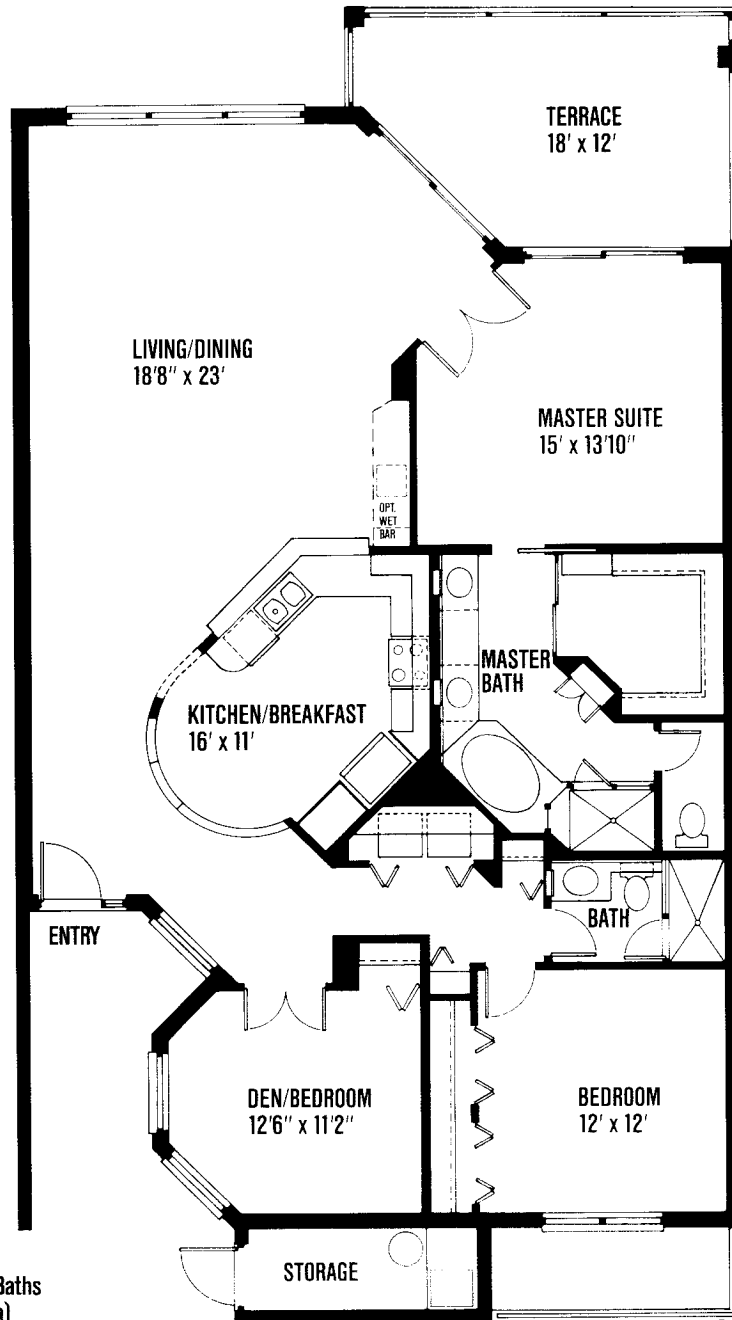 TERRACE
18' x 12'
LIVING/DINING
18'8" x 23'
MASTER SUITE
15' x 13'10"
OPT.
WET
BAR
MASTER
BATH
KITCHEN/BREAKFAST
16' x 11'
ENTRY
BATH
DEN/BEDROOM
12'6" x 11'2"
BEDROOM
12' x 12'
STORAGE
Baths